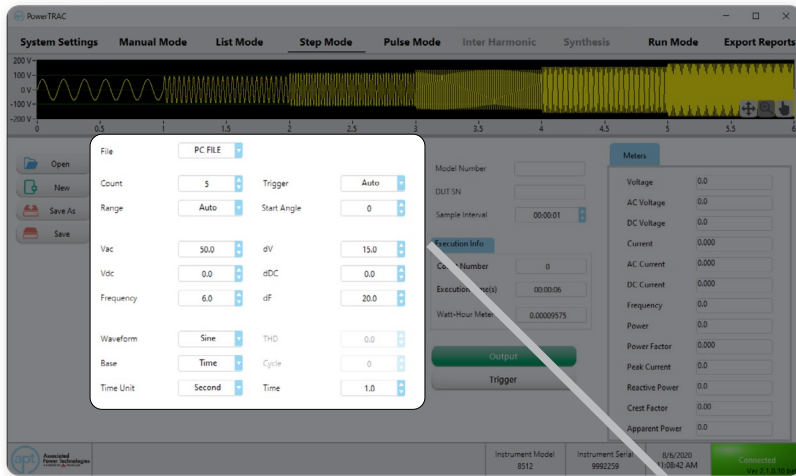 apt PowerTRAC
System Settings Manual Mode List Mode Step Mode Pulse Mode Inter Harmonic Synthesis Run Mode Export Reports
200 V
100 V
0 V
-100 V
-200 V
0 0.5 1 1.5 2 2.5 3 3.5 4 4.5 5 5.5 6
Open
New
Save As
Save
File PC FILE
Count 5 Trigger Auto
Range Auto Start Angle 0
Vac 50.0 dV 15.0
Vdc 0.0 dDC 0.0
Frequency 6.0 dF 20.0
Waveform Sine THD 0.0
Base Time Cycle 0
Time Unit Second Time 1.0
Model Number
DUT SN
Sample Interval 00:00:01
Execution Info
Number 0
00:00:06
Watt-Hour Meter 0.00009575
Output
Trigger
Meters
Voltage 0.0
AC Voltage 0.0
DC Voltage 0.0
Current 0.000
AC Current 0.000
DC Current 0.000
Frequency 0.0
Power 0.0
Power Factor 0.000
Peak Current 0.0
Reactive Power 0.0
Crest Factor 0.00
Apparent Power 0.0
apt Associated Power Technologies
Instrument Model
8512
Instrument Serial
9992259
8/6/2020
11:08:42 AM
Connected
Ver 2.1.0.10